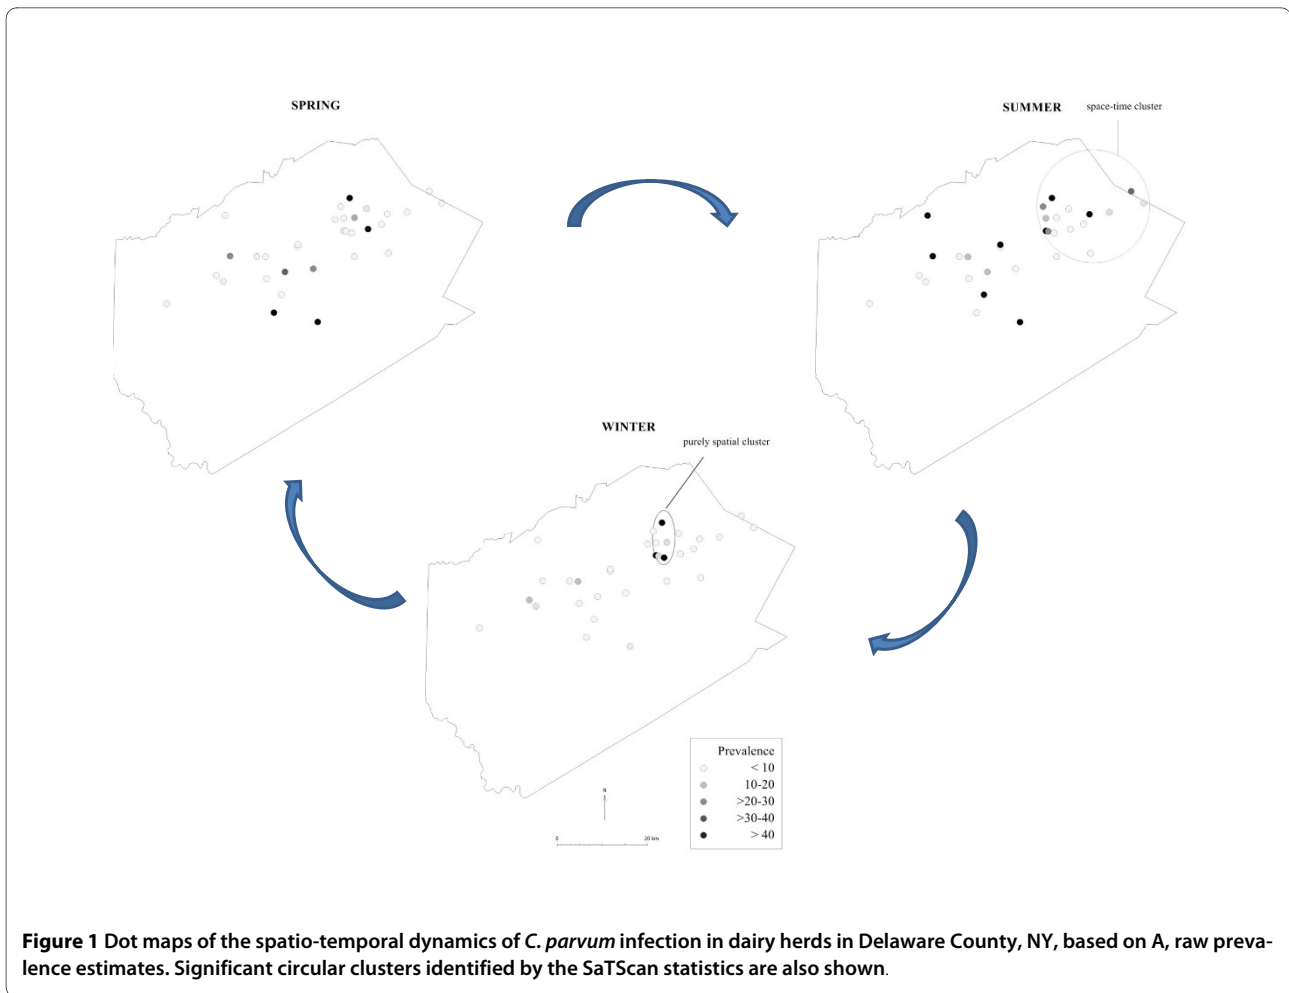 SPRING
SUMMER
space-time cluster
WINTER
purely spatial cluster
Prevalence
< 10
10-20
>20-30
>30-40
> 40
N
0 20 km
Figure 1 Dot maps of the spatio-temporal dynamics of C. parvum infection in dairy herds in Delaware County, NY, based on A, raw preva-
lence estimates. Significant circular clusters identified by the SaTScan statistics are also shown.